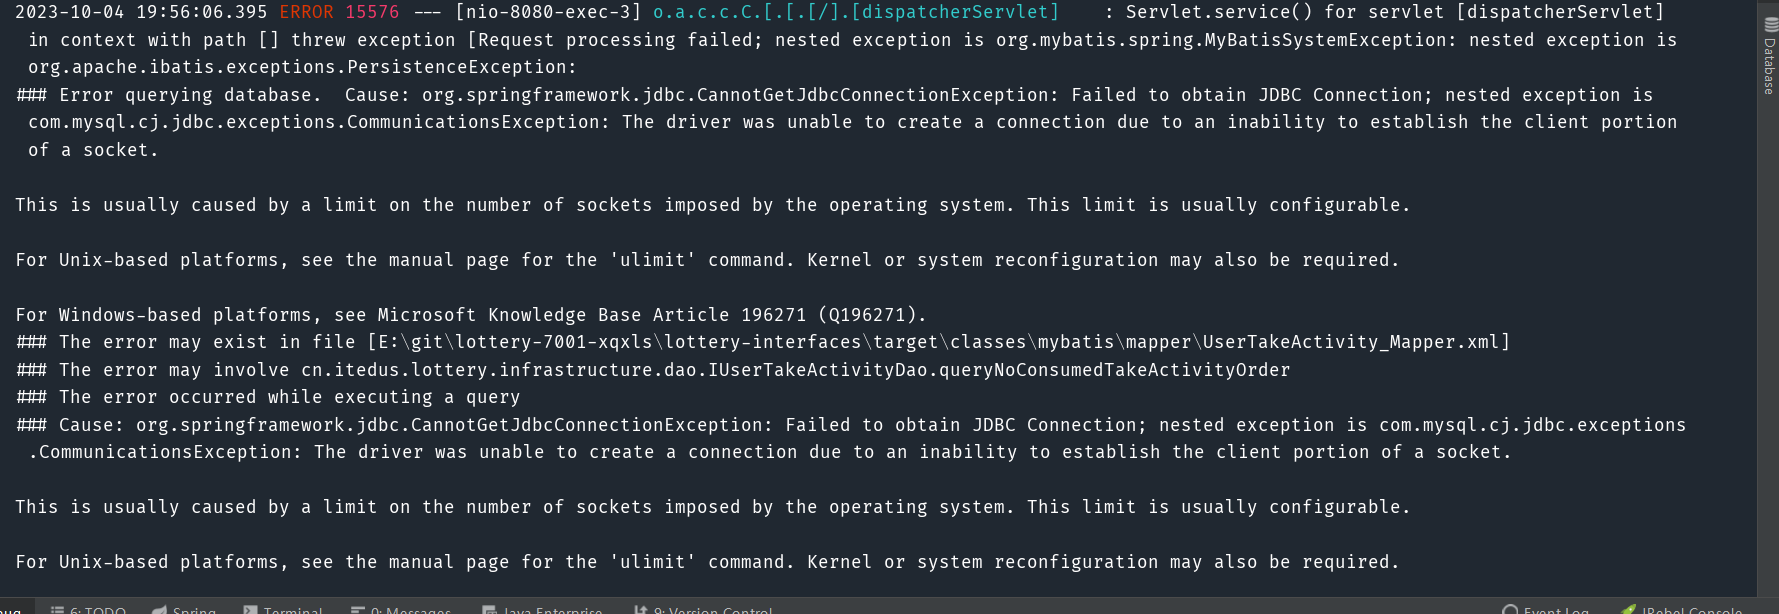 2023-10-04 19:56:06.395 ERROR 15576 --- [nio-8080-exec-3] o.a.c.c.C.[.[.[/].[dispatcherServlet]    : Servlet.service() for servlet [dispatcherServlet]
in context with path [] threw exception [Request processing failed; nested exception is org.mybatis.spring.MyBatisSystemException: nested exception is
org.apache.ibatis.exceptions.PersistenceException:
### Error querying database.  Cause: org.springframework.jdbc.CannotGetJdbcConnectionException: Failed to obtain JDBC Connection; nested exception is
com.mysql.cj.jdbc.exceptions.CommunicationsException: The driver was unable to create a connection due to an inability to establish the client portion
of a socket.
This is usually caused by a limit on the number of sockets imposed by the operating system. This limit is usually configurable.
For Unix-based platforms, see the manual page for the 'ulimit' command. Kernel or system reconfiguration may also be required.
For Windows-based platforms, see Microsoft Knowledge Base Article 196271 (Q196271).
### The error may exist in file [E:\git\lottery-7001-xqxls\lottery-interfaces\target\classes\mybatis\mapper\UserTakeActivity_Mapper.xml]
### The error may involve cn.itedus.lottery.infrastructure.dao.IUserTakeActivityDao.queryNoConsumedTakeActivityOrder
### The error occurred while executing a query
### Cause: org.springframework.jdbc.CannotGetJdbcConnectionException: Failed to obtain JDBC Connection; nested exception is com.mysql.cj.jdbc.exceptions
.CommunicationsException: The driver was unable to create a connection due to an inability to establish the client portion of a socket.
This is usually caused by a limit on the number of sockets imposed by the operating system. This limit is usually configurable.
For Unix-based platforms, see the manual page for the 'ulimit' command. Kernel or system reconfiguration may also be required.
Database
6: TODO Spring Terminal 0: Messages Java Enterprise 9: Version Control Event Log JRebel Console